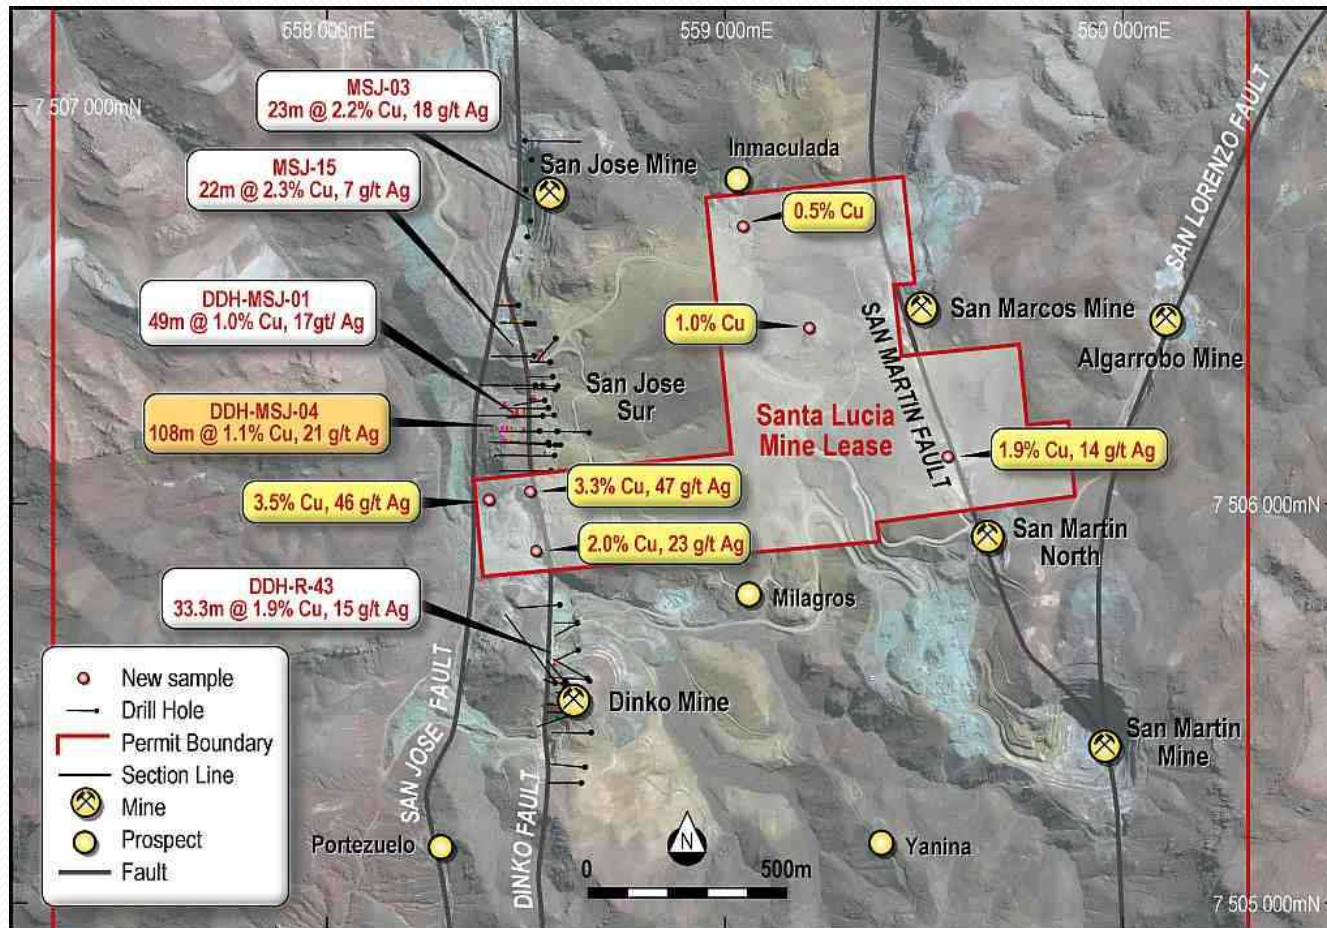 558 000mE
559 000mE
560 000mE
7 507 000mN
MSJ-03
23m @ 2.2% Cu, 18 g/t Ag
MSJ-15
22m @ 2.3% Cu, 7 g/t Ag
San Jose Mine
Inmaculada
0.5% Cu
SAN LORENZO FAULT
DDH-MSJ-01
49m @ 1.0% Cu, 17gt/ Ag
1.0% Cu
SAN MARTIN FAULT
San Marcos Mine
Algarrobo Mine
San Jose
Sur
DDH-MSJ-04
108m @ 1.1% Cu, 21 g/t Ag
Santa Lucia
Mine Lease
1.9% Cu, 14 g/t Ag
3.5% Cu, 46 g/t Ag
3.3% Cu, 47 g/t Ag
7 506 000mN
2.0% Cu, 23 g/t Ag
San Martin
North
DDH-R-43
33.3m @ 1.9% Cu, 15 g/t Ag
Milagros
New sample
Drill Hole
Permit Boundary
Section Line
Mine
Prospect
Fault
SAN JOSE FAULT
DINKO FAULT
Dinko Mine
San Martin
Mine
Portezuelo
N
Yanina
0
500m
7 505 000mN